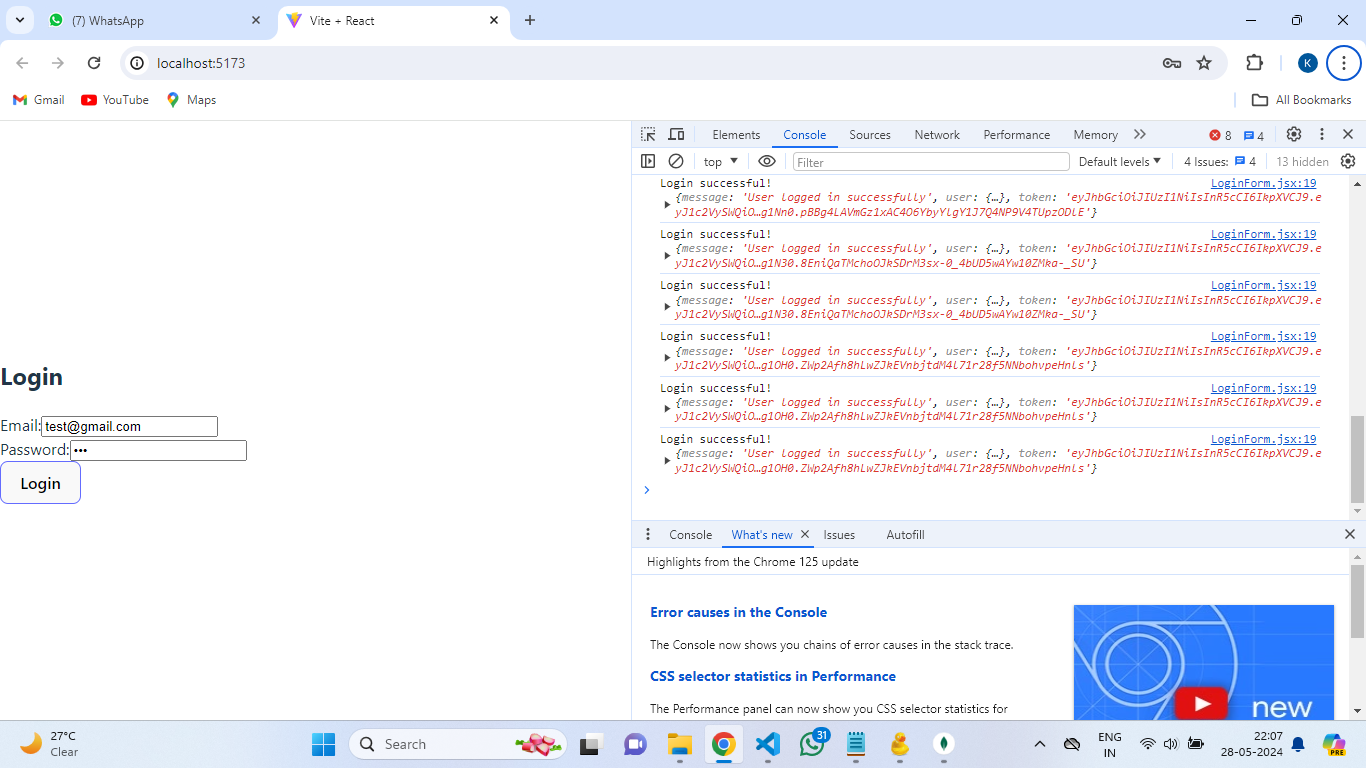 (7) WhatsApp
Vite + React
localhost:5173
K
Gmail
YouTube
Maps
All Bookmarks
Login
Email: test@gmail.com
Password: •••
Login
Elements
Console
Sources
Network
Performance
Memory
8
4
top
Filter
Default levels
4 Issues:
4
13 hidden
Login successful! LoginForm.jsx:19
{message: 'User logged in successfully', user: {…}, token: 'eyJhbGciOiJIUzI1NiIsInR5cCI6IkpXVCJ9.e
yJ1c2VySWQiO…g1Nn0.pBBg4LAVmGz1xAC4O6YbyYlgY1J7Q4NP9V4TUpzODLE'}
Login successful! LoginForm.jsx:19
{message: 'User logged in successfully', user: {…}, token: 'eyJhbGciOiJIUzI1NiIsInR5cCI6IkpXVCJ9.e
yJ1c2VySWQiO…g1N30.8EniQaTMchoOJkSDrM3sx-0_4bUD5wAYw10ZMka-_SU'}
Login successful! LoginForm.jsx:19
{message: 'User logged in successfully', user: {…}, token: 'eyJhbGciOiJIUzI1NiIsInR5cCI6IkpXVCJ9.e
yJ1c2VySWQiO…g1N30.8EniQaTMchoOJkSDrM3sx-0_4bUD5wAYw10ZMka-_SU'}
Login successful! LoginForm.jsx:19
{message: 'User logged in successfully', user: {…}, token: 'eyJhbGciOiJIUzI1NiIsInR5cCI6IkpXVCJ9.e
yJ1c2VySWQiO…g1OH0.ZWp2Afh8hLwZJkEVnbjtdM4l71r28f5NNbohvpeHnls'}
Login successful! LoginForm.jsx:19
{message: 'User logged in successfully', user: {…}, token: 'eyJhbGciOiJIUzI1NiIsInR5cCI6IkpXVCJ9.e
yJ1c2VySWQiO…g1OH0.ZWp2Afh8hLwZJkEVnbjtdM4l71r28f5NNbohvpeHnls'}
Login successful! LoginForm.jsx:19
{message: 'User logged in successfully', user: {…}, token: 'eyJhbGciOiJIUzI1NiIsInR5cCI6IkpXVCJ9.e
yJ1c2VySWQiO…g1OH0.ZWp2Afh8hLwZJkEVnbjtdM4l71r28f5NNbohvpeHnls'}
Console
What's new
Issues
Autofill
Highlights from the Chrome 125 update
Error causes in the Console
The Console now shows you chains of error causes in the stack trace.
CSS selector statistics in Performance
The Performance panel can now show you CSS selector statistics for
new
27°C
Clear
Search
31
ENG
IN
22:07
28-05-2024
PRE